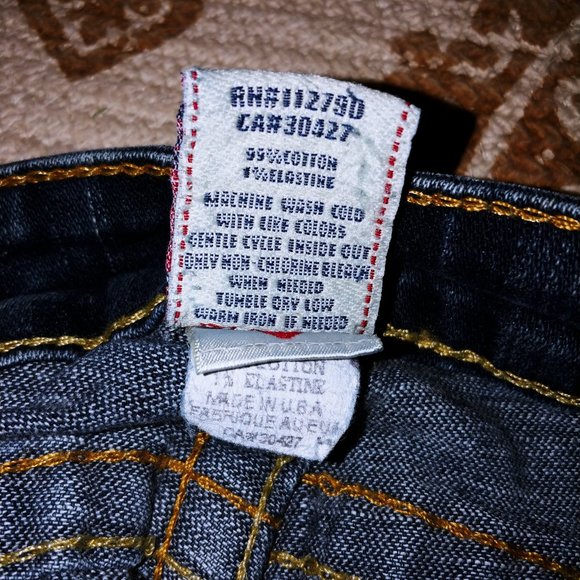 RN#112790
CA#30427
99%COTTON
1%ELASTINE
MACHINE WASH COLD
WITH LIKE COLORS
GENTLE CYCLE INSIDE OUT
ONLY NON-CHLORINE BLEACH
WHEN NEEDED
TUMBLE DRY LOW
WARM IRON IF NEEDED
COTTON
1% ELASTINE
MADE IN U.S.A
FABRIQUE AU
CA#30427